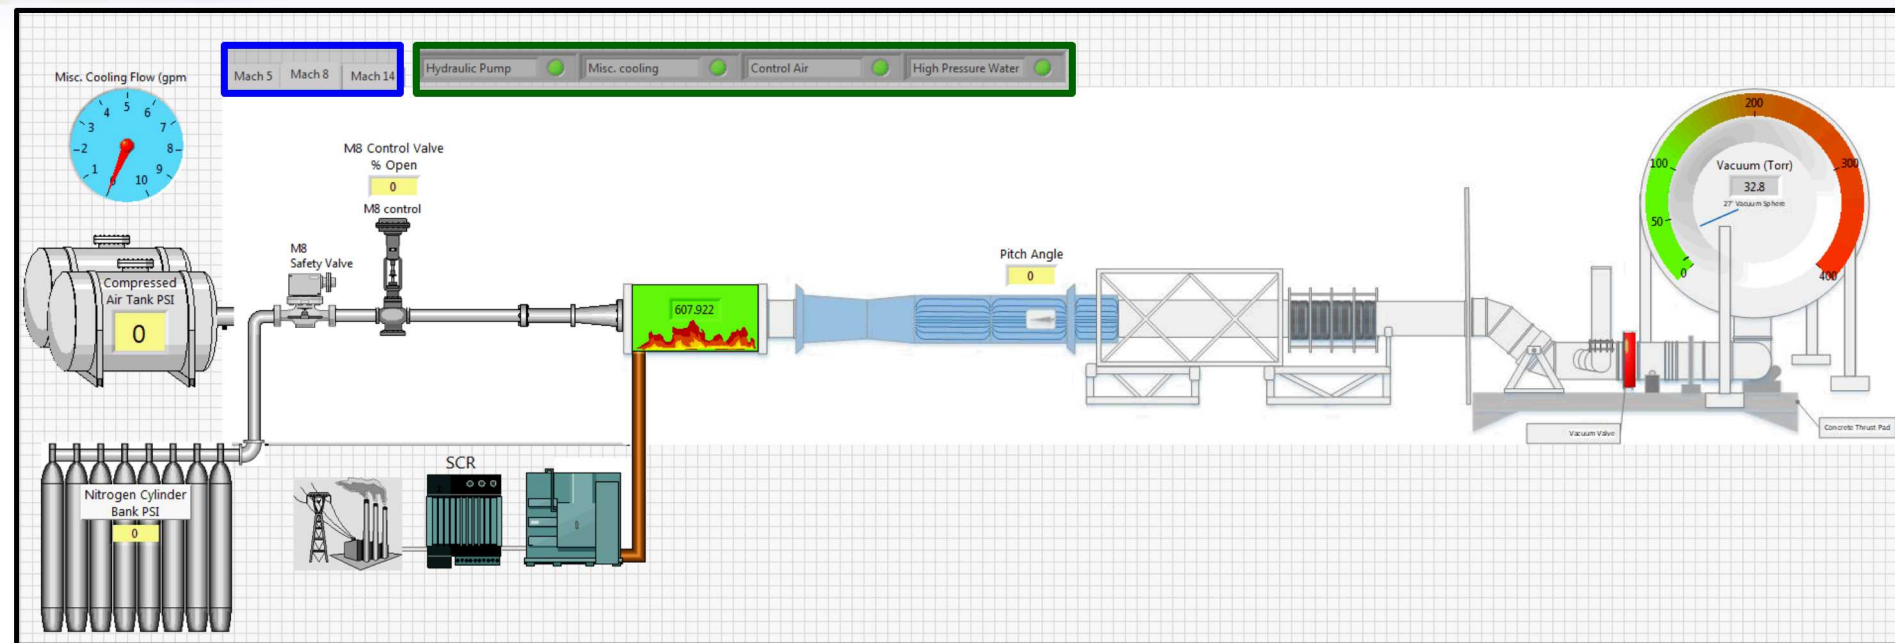 Misc. Cooling Flow (gpm
0 1 2 3 4 5 6 7 8 9 10
Mach 5 Mach 8 Mach 14
Hydraulic Pump Misc. cooling Control Air High Pressure Water
M8 Control Valve
% Open
0
M8 control
M8
Safety Valve
Compressed
Air Tank PSI
0
607.922
Pitch Angle
0
0 50 100 200 300 400
Vacuum (Torr)
32.8
27' Vacuum Sphere
Vacuum Valve
Concrete Thrust Pad
SCR
Nitrogen Cylinder
Bank PSI
0